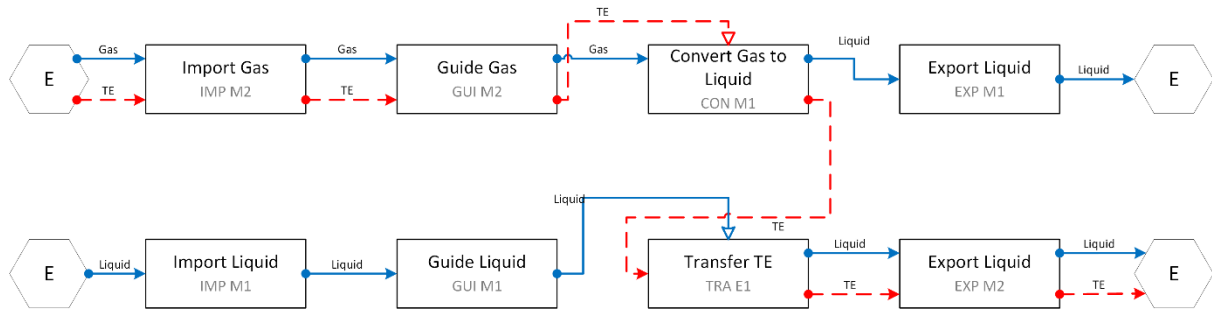 TE
Gas
Gas
Gas
Liquid
E
Import Gas
IMP M2
Guide Gas
GUI M2
Convert Gas to
Liquid
CON M1
Export Liquid
EXP M1
Liquid
E
TE
TE
Liquid
TE
Liquid
Liquid
E
Liquid
Import Liquid
IMP M1
Liquid
Guide Liquid
GUI M1
Transfer TE
TRA E1
Export Liquid
EXP M2
E
TE
TE